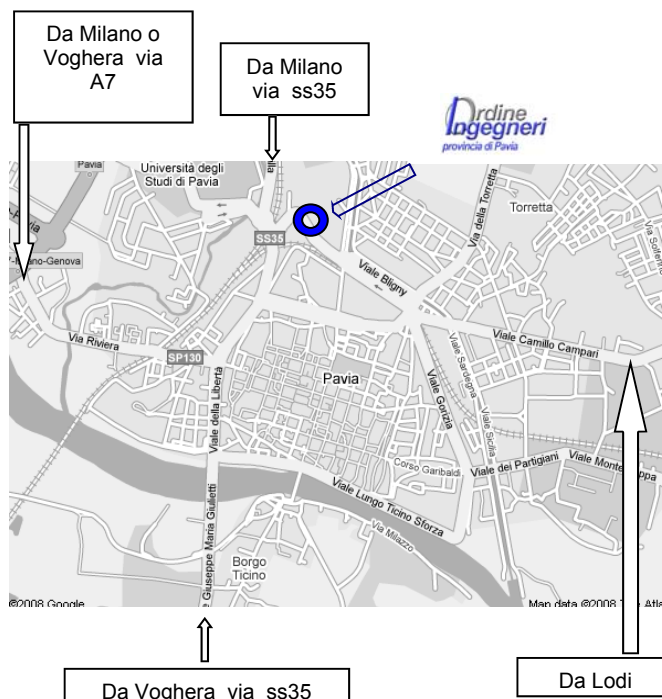 Da Milano o
Voghera via
A7
Da Milano
via ss35
Ordine
Ingegneri
provincia di Pavia
Pavia
Università degli
Studi di Pavia
Via della Torretta
Torretta
SS35
Viale Bligny
Via Riviera
SP130
Viale Camillo Campari
Viale della Libertà
Pavia
Viale Gorizia
Viale Sardegna
Viale Sicilia
Corso Garibaldi
Viale dei Partigiani
Viale Lungo Ticino Sforza
Via Milazzo
Giuseppe Maria Giulietti
Borgo
Ticino
©2008 Google
Map data ©2008
Da Voghera via ss35
Da Lodi